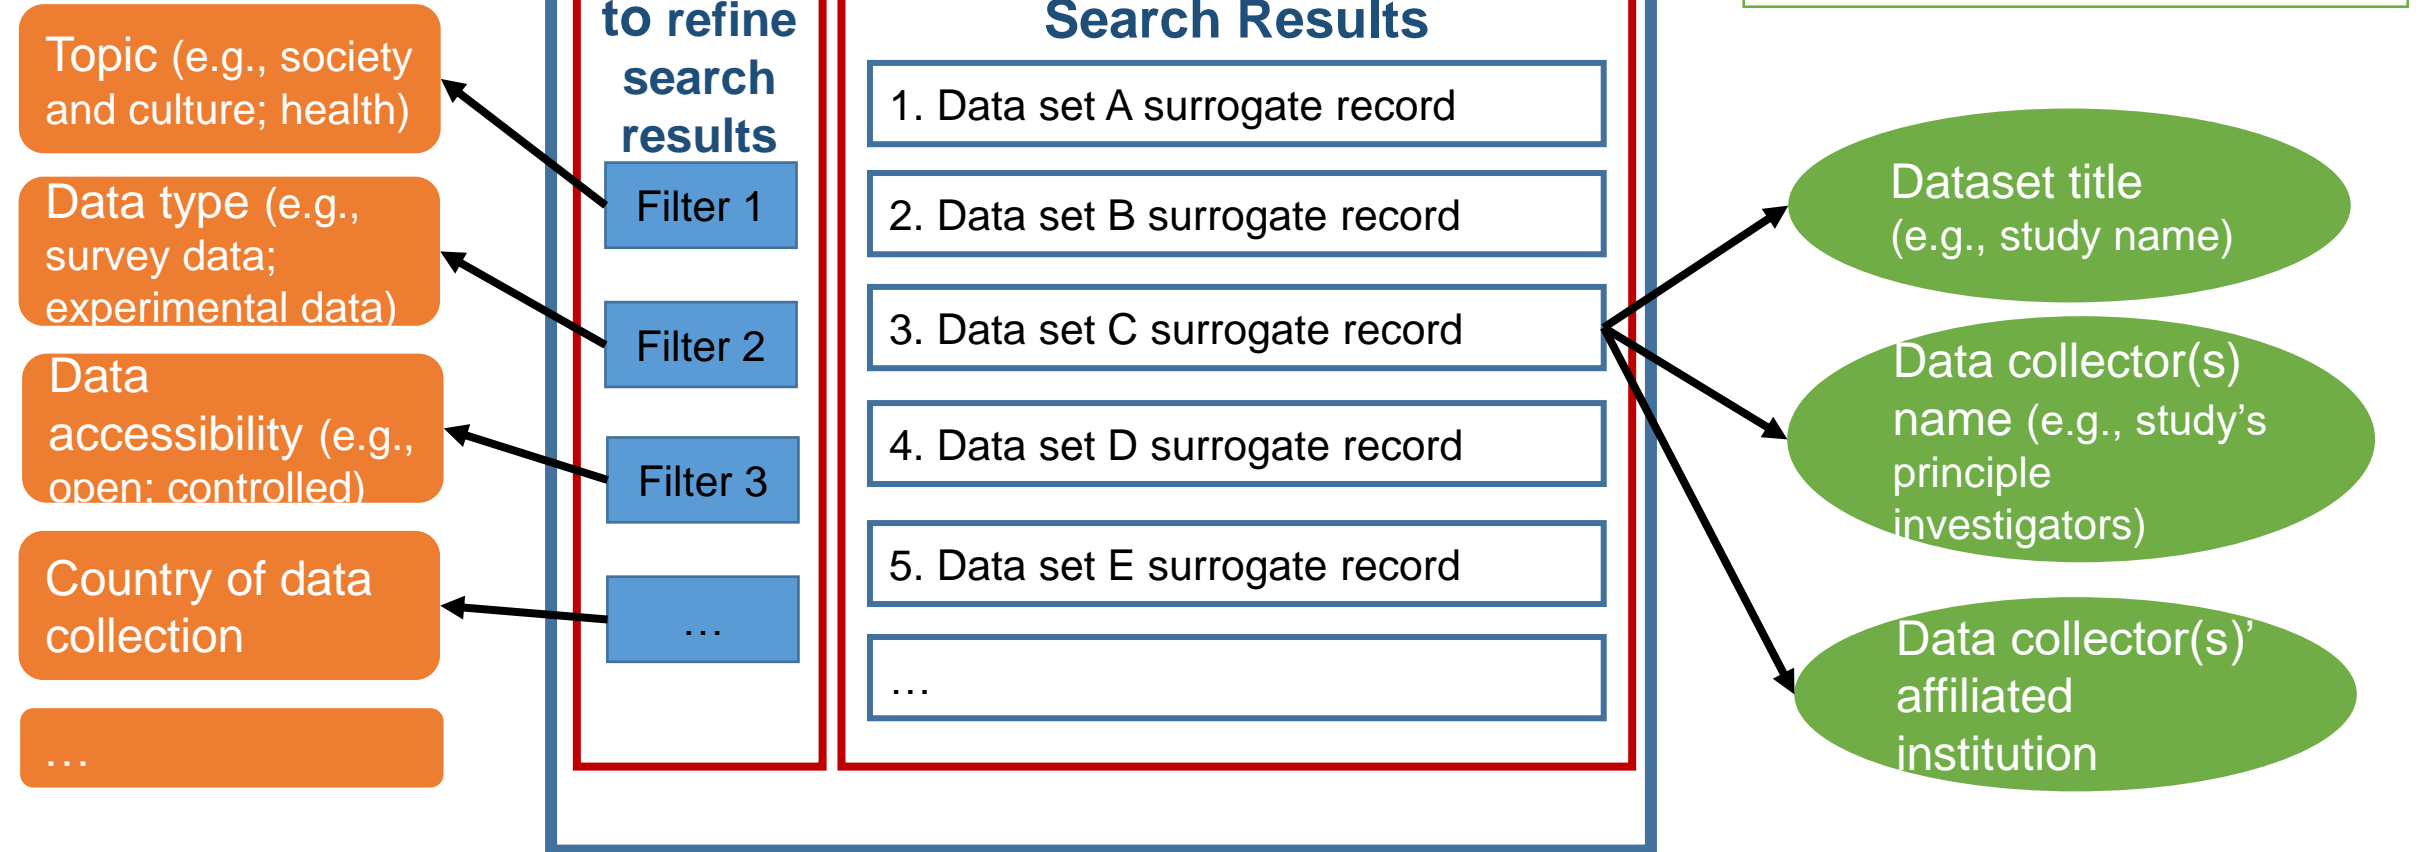 Topic (e.g., society
and culture; health)
Data type (e.g.,
survey data;
experimental data)
Data
accessibility (e.g.,
open; controlled)
Country of data
collection
…
to refine
search
results
Filter 1
Filter 2
Filter 3
…
Search Results
1. Data set A surrogate record
2. Data set B surrogate record
3. Data set C surrogate record
4. Data set D surrogate record
5. Data set E surrogate record
…
Dataset title
(e.g., study name)
Data collector(s)
name (e.g., study’s
principle
investigators)
Data collector(s)’
affiliated
institution